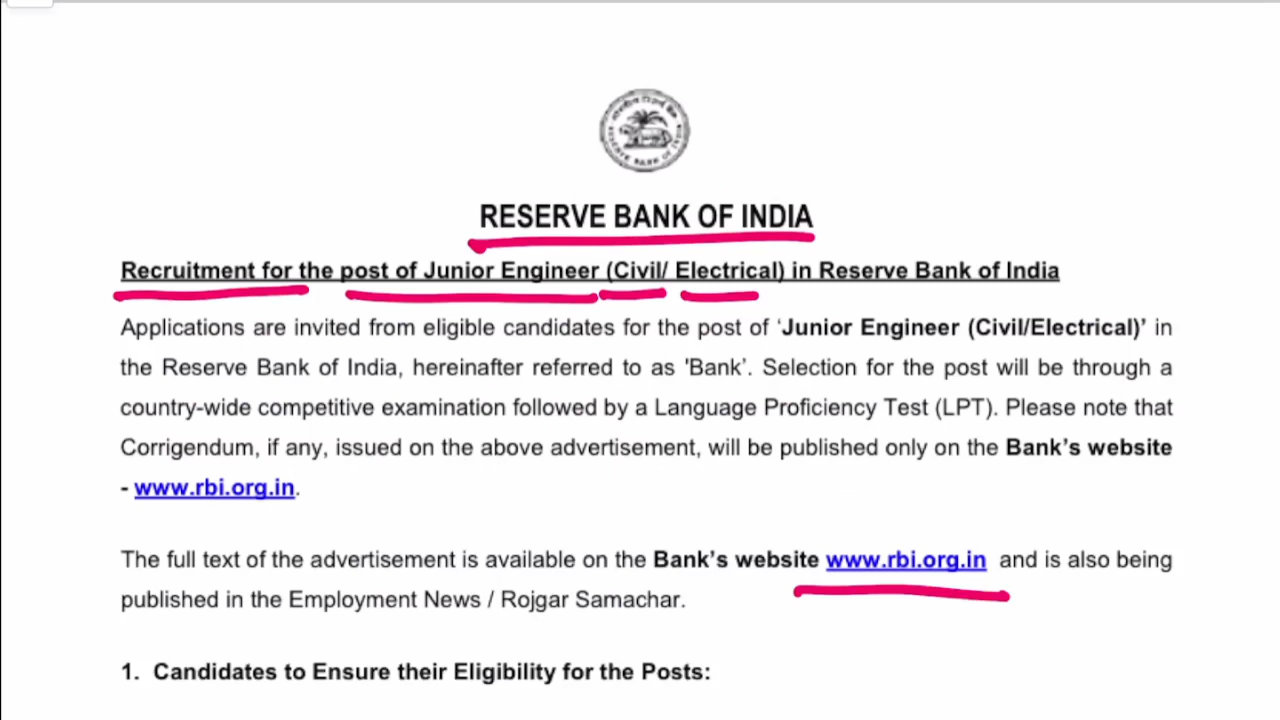 RESERVE BANK OF INDIA
RESERVE BANK OF INDIA
Recruitment for the post of Junior Engineer (Civil/ Electrical) in Reserve Bank of India
Applications are invited from eligible candidates for the post of ‘Junior Engineer (Civil/Electrical)’ in
the Reserve Bank of India, hereinafter referred to as 'Bank’. Selection for the post will be through a
country-wide competitive examination followed by a Language Proficiency Test (LPT). Please note that
Corrigendum, if any, issued on the above advertisement, will be published only on the Bank’s website
- www.rbi.org.in.
The full text of the advertisement is available on the Bank’s website www.rbi.org.in and is also being
published in the Employment News / Rojgar Samachar.
1. Candidates to Ensure their Eligibility for the Posts: